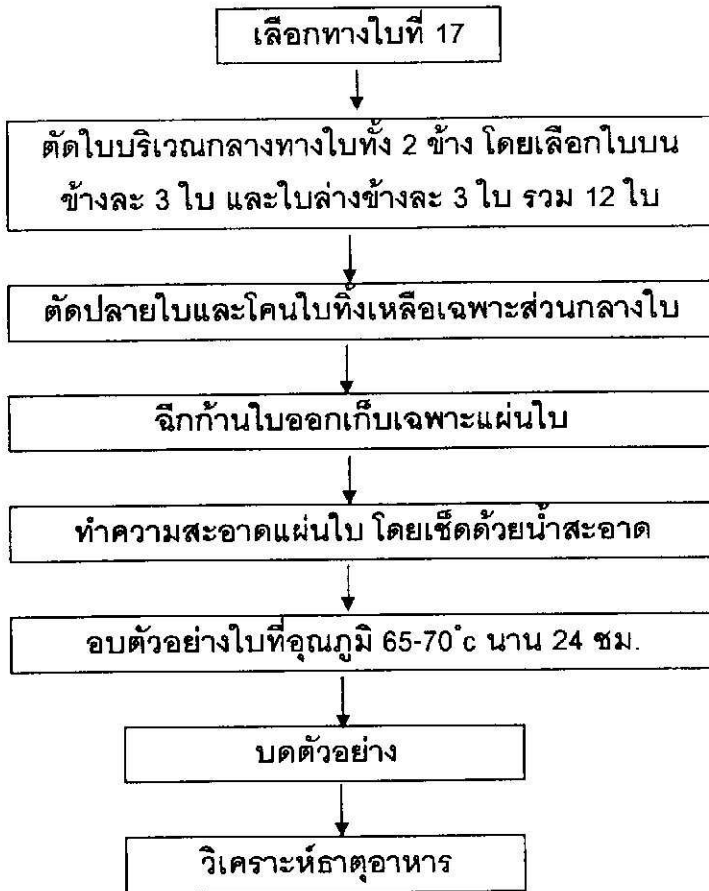 เลือกทางใบที่ 17
ตัดใบบริเวณกลางทางใบทั้ง 2 ข้าง โดยเลือกใบบน
ข้างละ 3 ใบ และใบล่างข้างละ 3 ใบ รวม 12 ใบ
ตัดปลายใบและโคนใบทิ้งเหลือเฉพาะส่วนกลางใบ
ฉีกก้านใบออกเก็บเฉพาะแผ่นใบ
ทำความสะอาดแผ่นใบ โดยเช็ดด้วยน้ำสะอาด
อบตัวอย่างใบที่อุณภูมิ 65-70°c นาน 24 ชม.
บดตัวอย่าง
วิเคราะห์ธาตุอาหาร